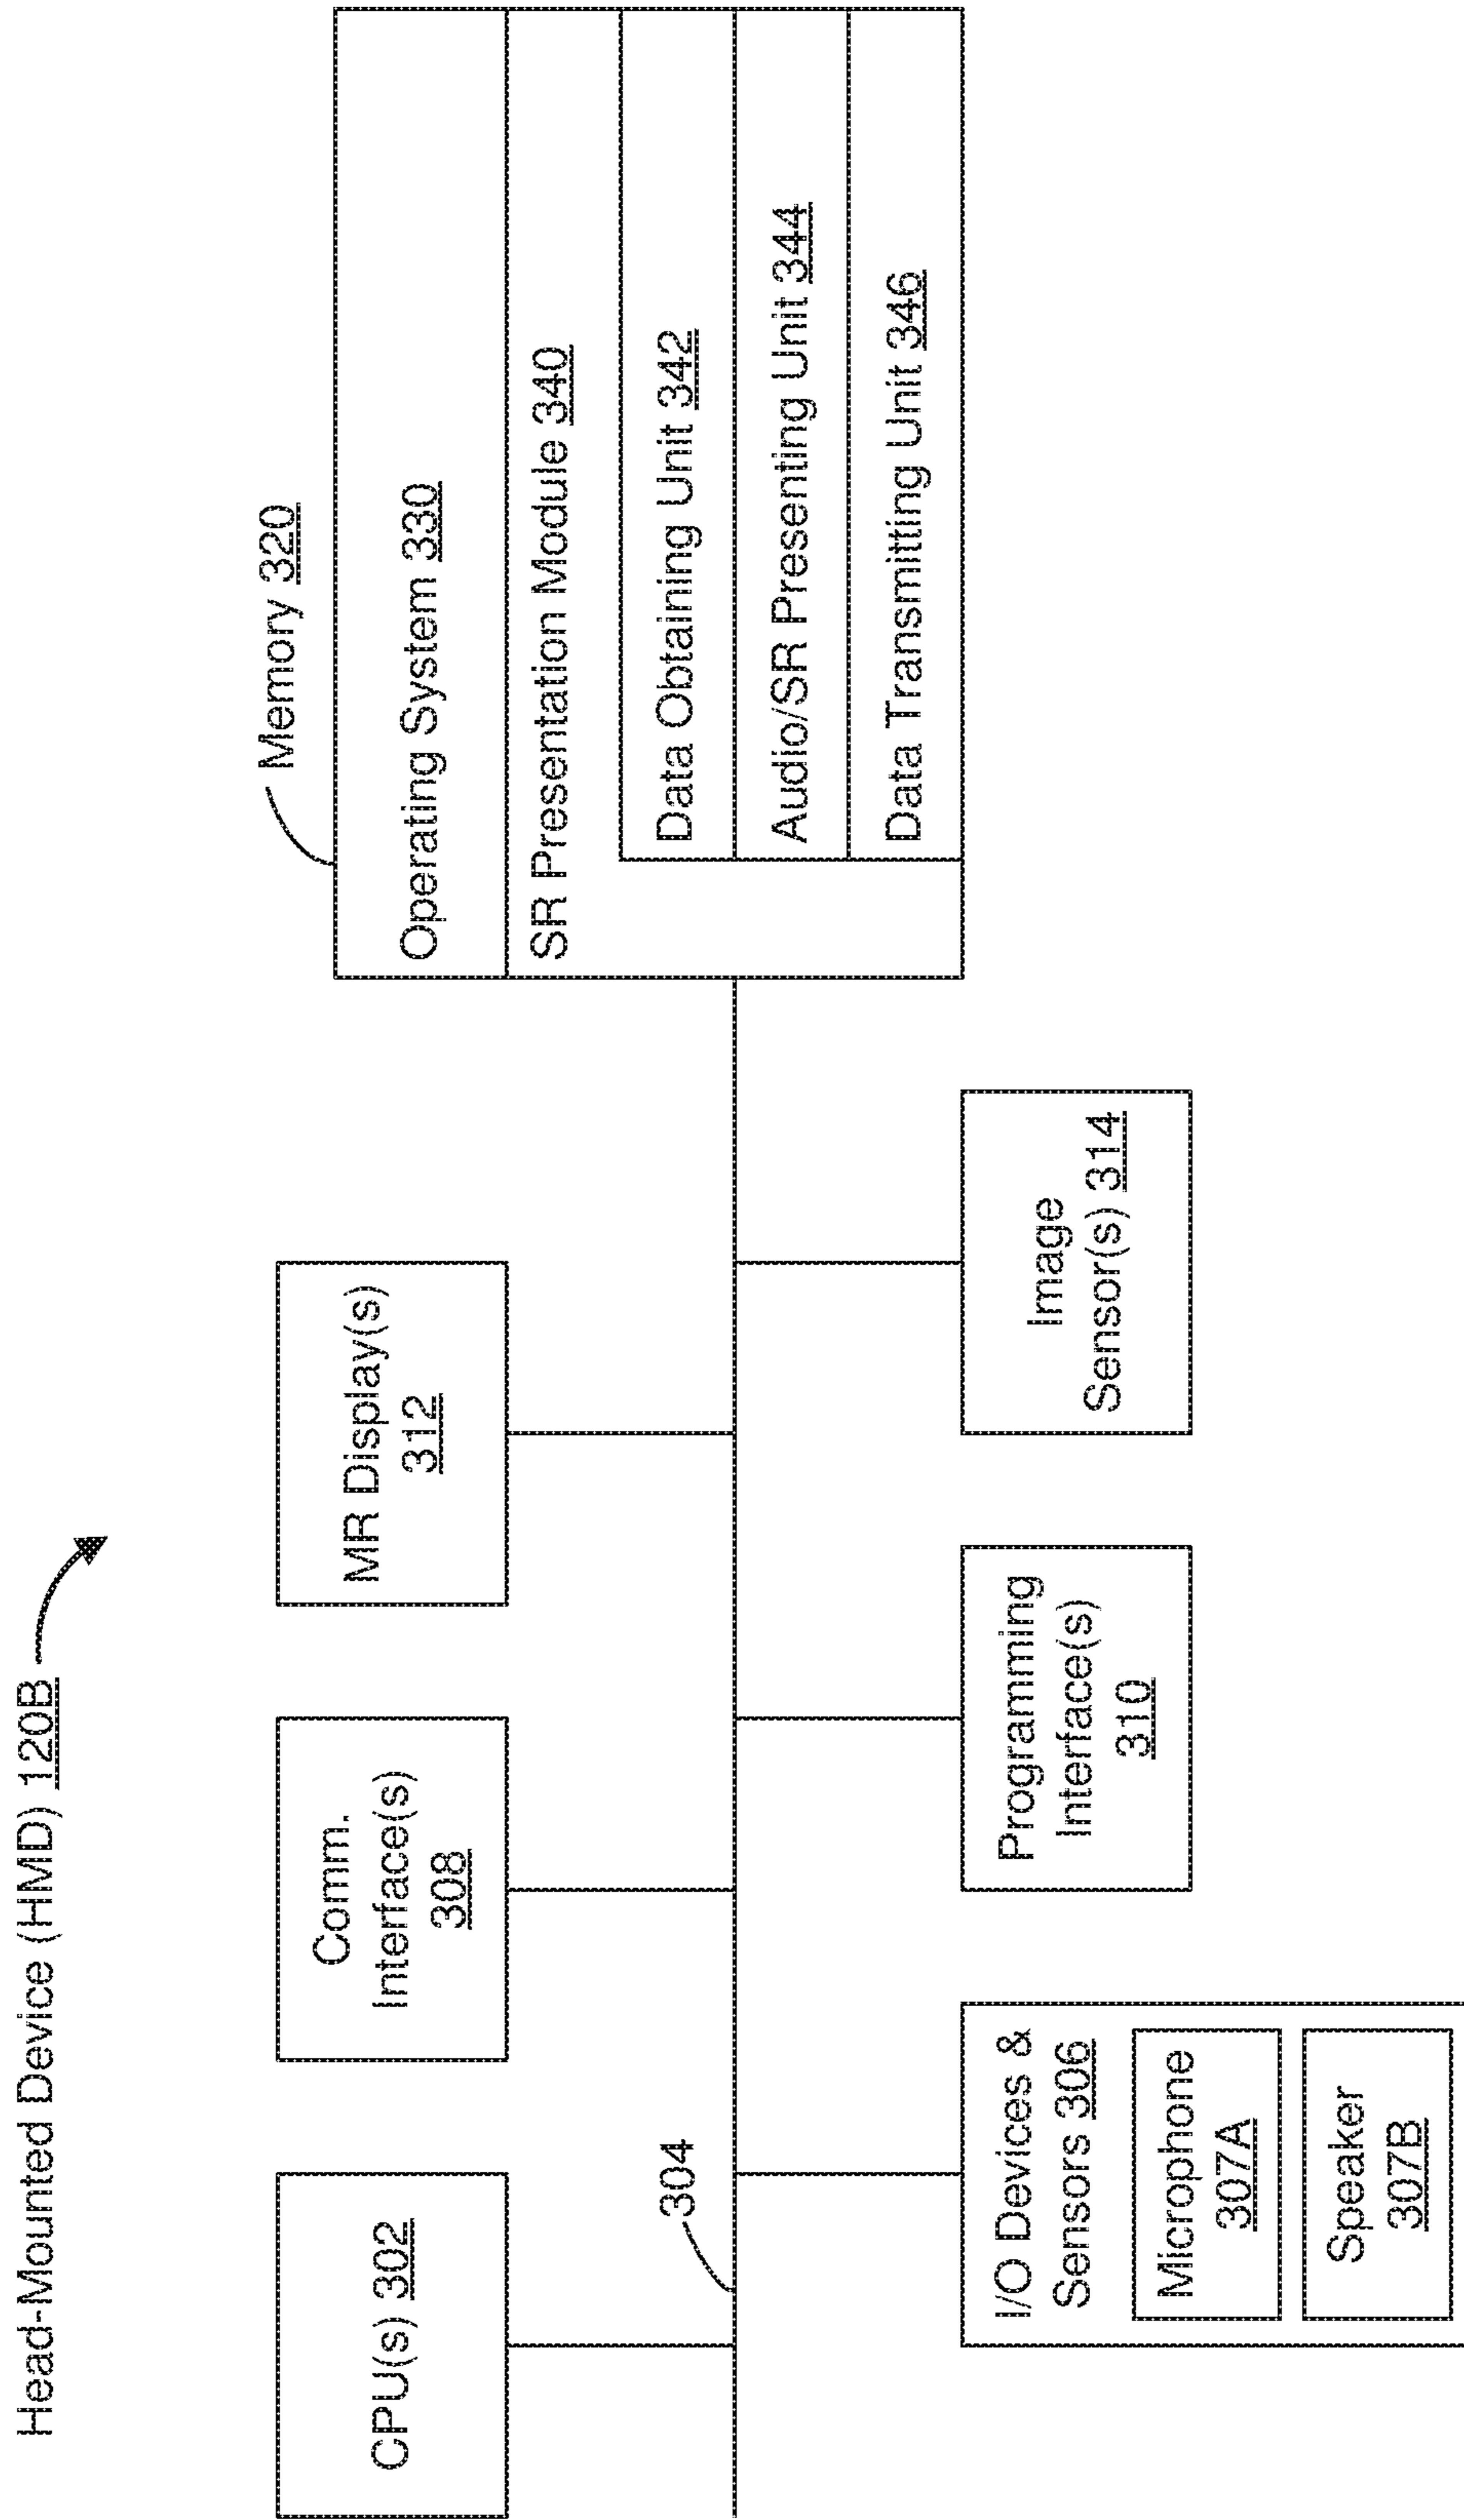 Head-Mounted Device (HMD) 120B
CPU(s) 302
Comm.
Interface(s)
308
MR Display(s)
312
Memory 320
Operating System 330
SR Presentation Module 340
Data Obtaining Unit 342
Audio/SR Presenting Unit 344
Data Transmitting Unit 346
304
I/O Devices &
Sensors 306
Microphone
307A
Speaker
307B
Programming
Interface(s)
310
Image
Sensor(s) 314